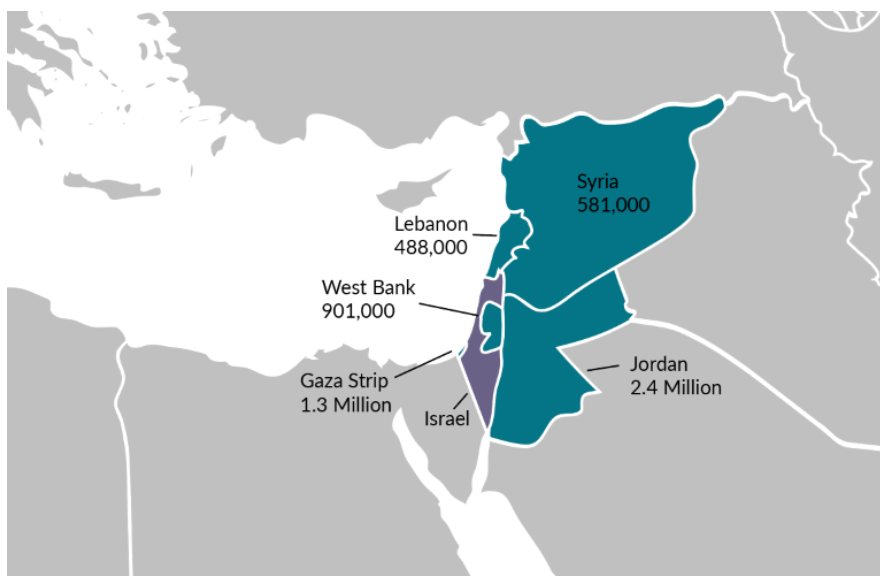 Syria
581,000
Lebanon
488,000
West Bank
901,000
Gaza Strip
1.3 Million
Israel
Jordan
2.4 Million